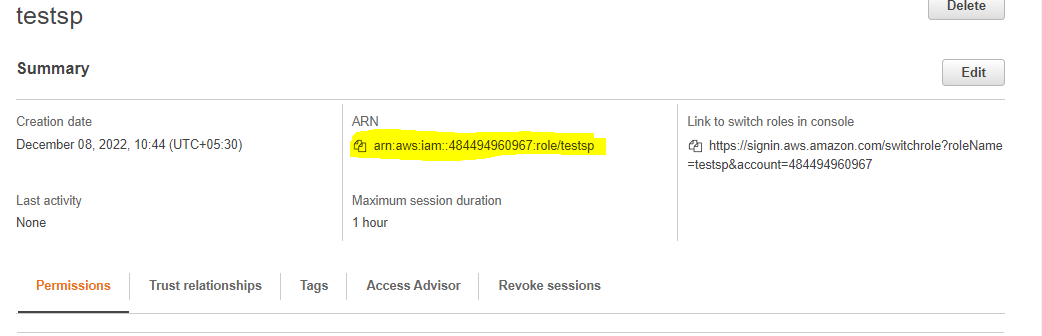 testsp
Delete
Summary
Edit
Creation date
December 08, 2022, 10:44 (UTC+05:30)
ARN
arn:aws:iam::484494960967:role/testsp
Link to switch roles in console
https://signin.aws.amazon.com/switchrole?roleName
=testsp&account=484494960967
Last activity
None
Maximum session duration
1 hour
Permissions
Trust relationships
Tags
Access Advisor
Revoke sessions